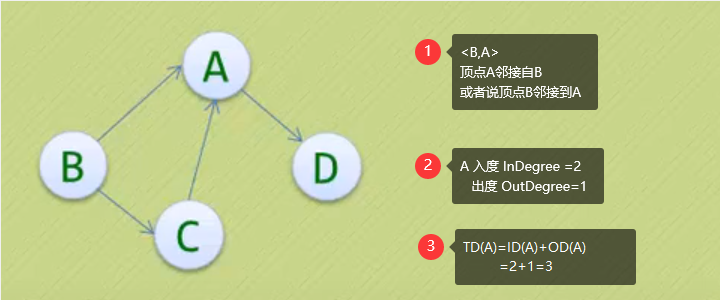 A
B
C
D
1
<B,A>
顶点A邻接自B
或者说顶点B邻接到A
2
A 入度 InDegree =2
出度 OutDegree=1
3
TD(A)=ID(A)+OD(A)
=2+1=3